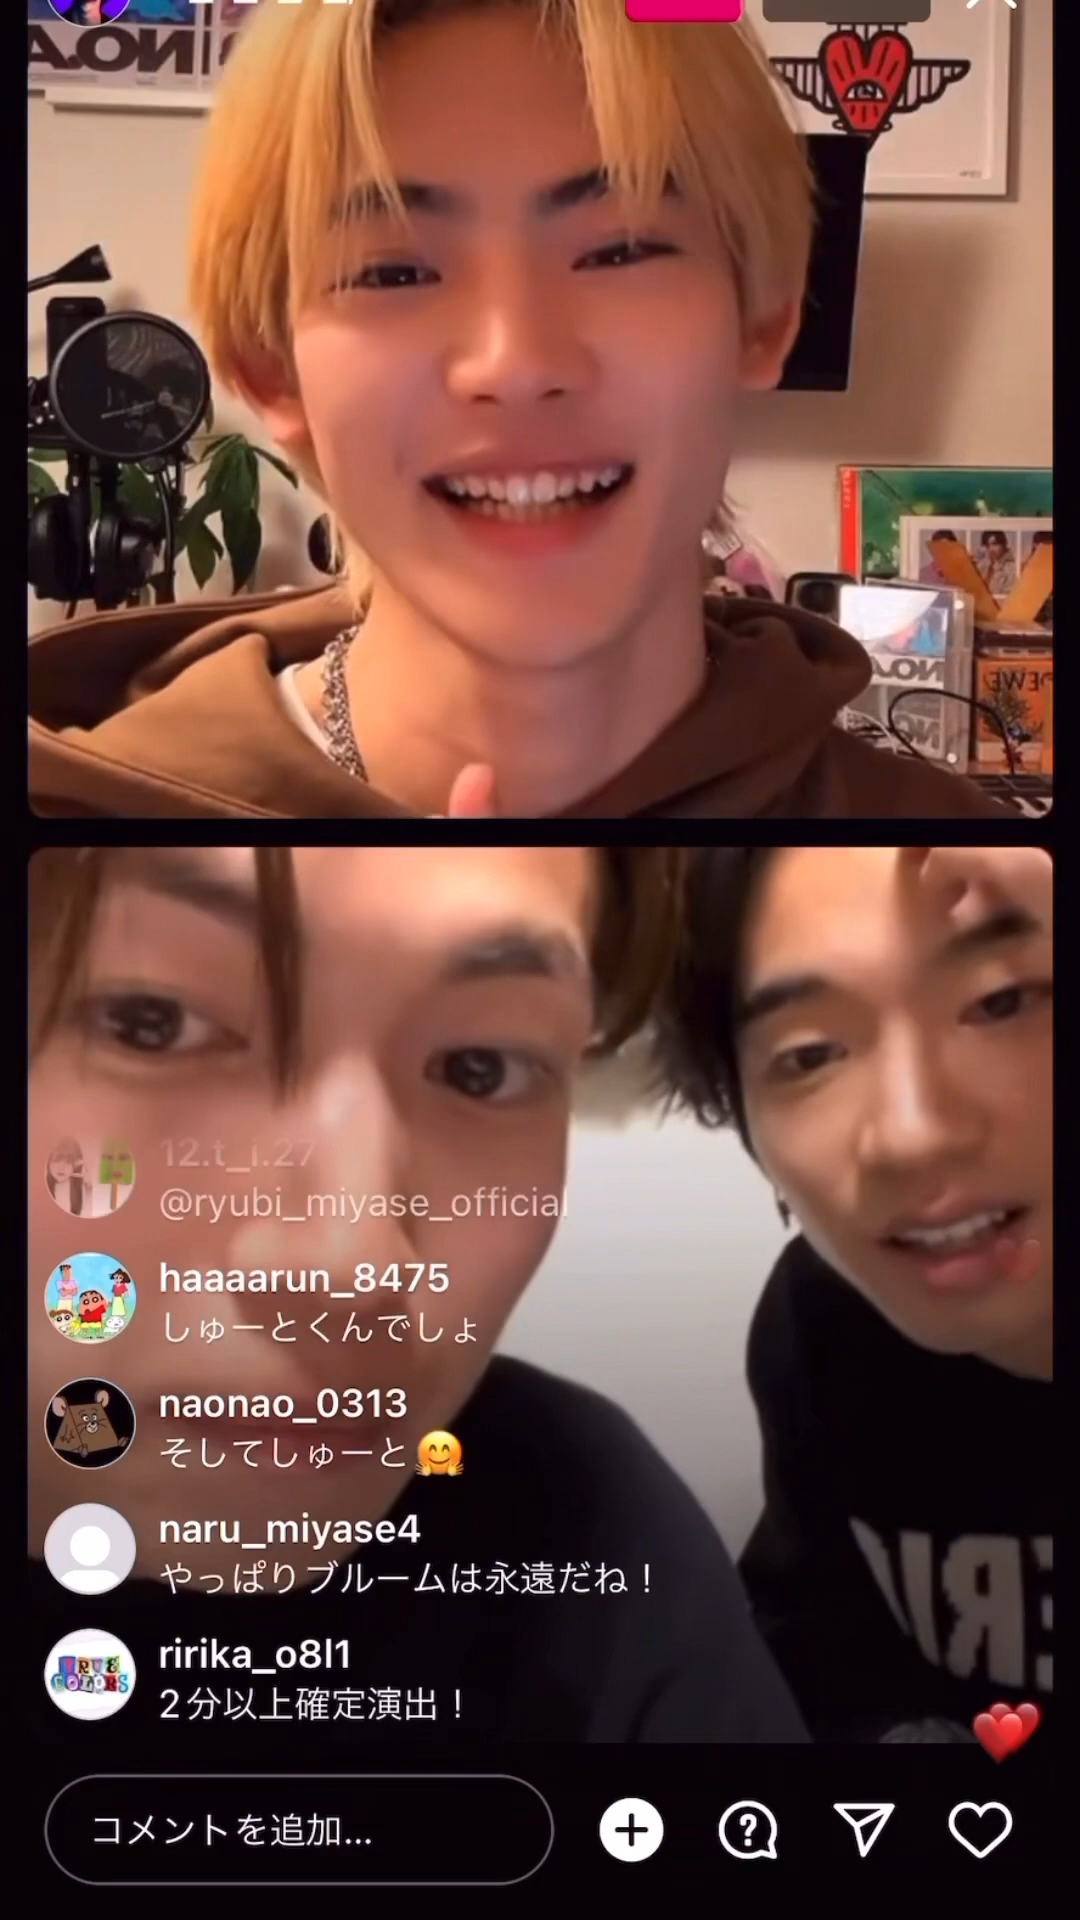 12.t_i.27
@ryubi_miyase_official
haaaarun_8475
しゅーとくんでしょ
naonao_0313
そしてしゅーと🤗
naru_miyase4
やっぱりブルームは永遠だね！
TRUE
COLORS
ririka_o8l1
2分以上確定演出！
コメントを追加...